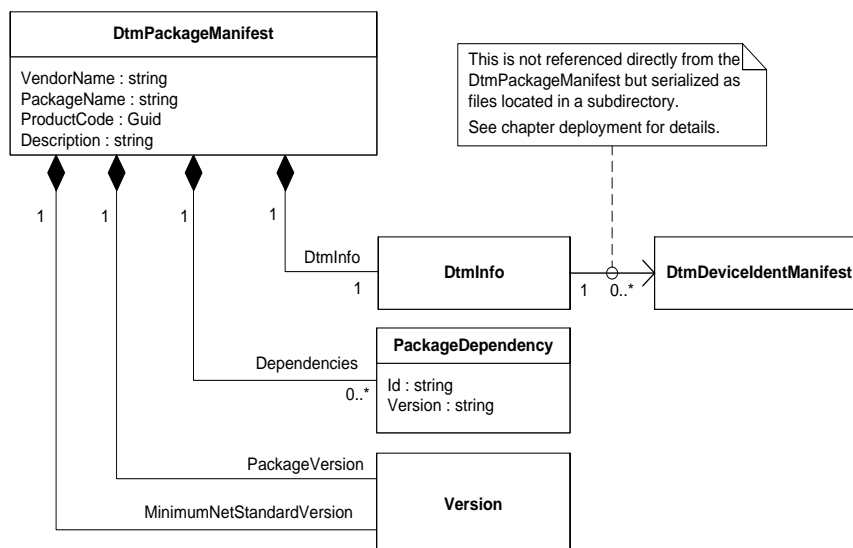 DtmPackageManifest
VendorName : string
PackageName : string
ProductCode : Guid
Description : string
This is not referenced directly from the
DtmPackageManifest but serialized as
files located in a subdirectory.
See chapter deployment for details.
1
1
1
1
DtmInfo
1
DtmInfo
1
0..*
DtmDeviceIdentManifest
Dependencies
0..*
PackageDependency
Id : string
Version : string
PackageVersion
MinimumNetStandardVersion
Version